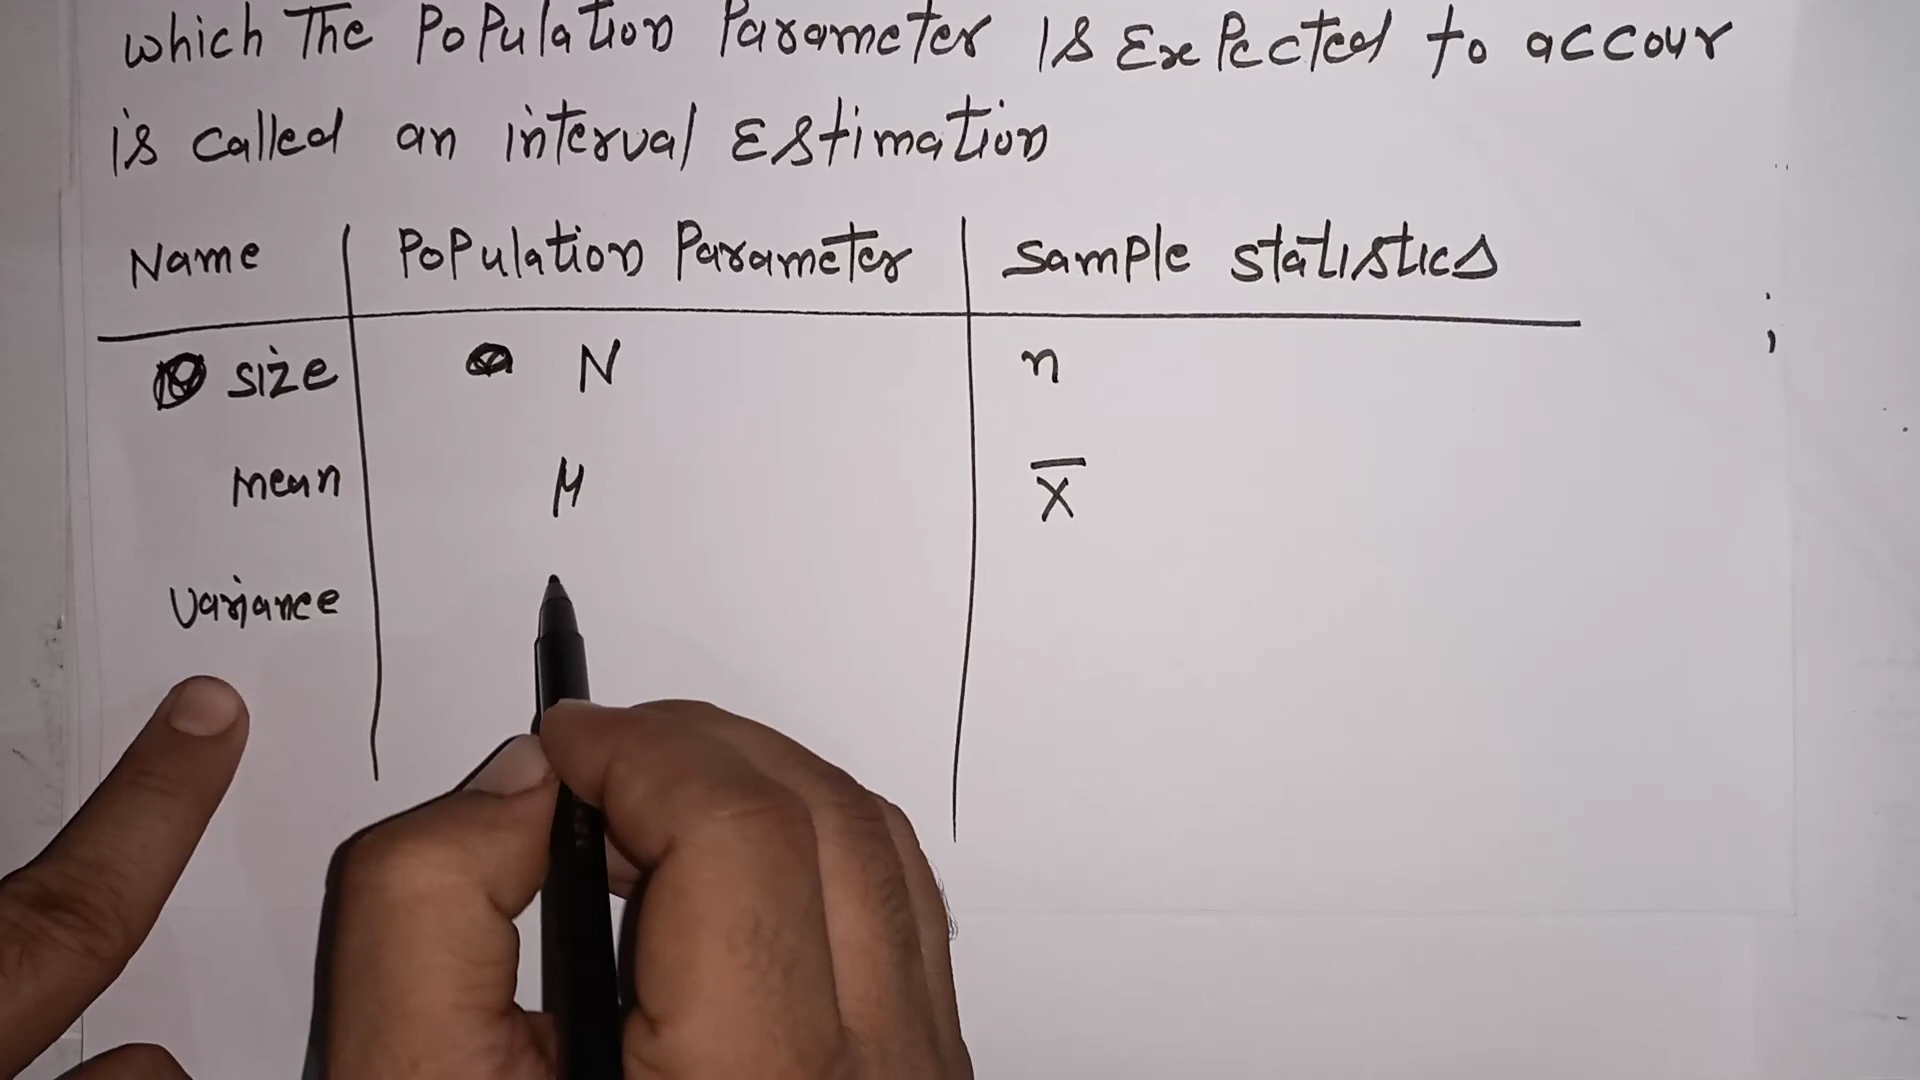 which The Population Parameter is Expected to accour
is called an interval Estimation
Name Population Parameter Sample statistics
size N n
mean μ x̄
Variance